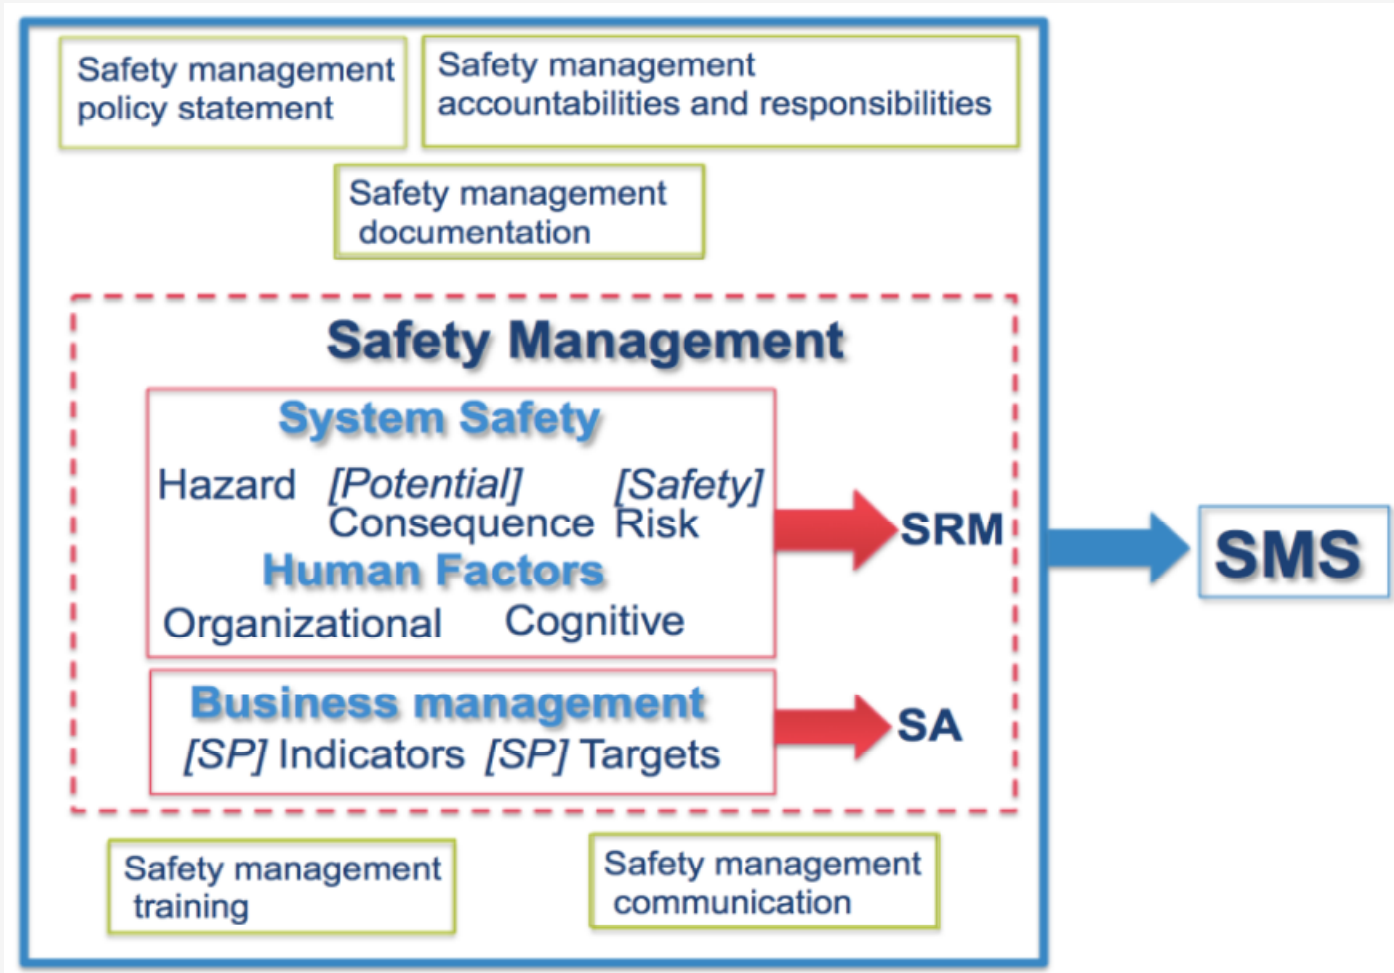 Safety management
policy statement
Safety management
accountabilities and responsibilities
Safety management
documentation
Safety Management
System Safety
Hazard [Potential] [Safety]
Consequence Risk
Human Factors
Organizational Cognitive
SRM
SMS
Business management
[SP] Indicators [SP] Targets
SA
Safety management
training
Safety management
communication